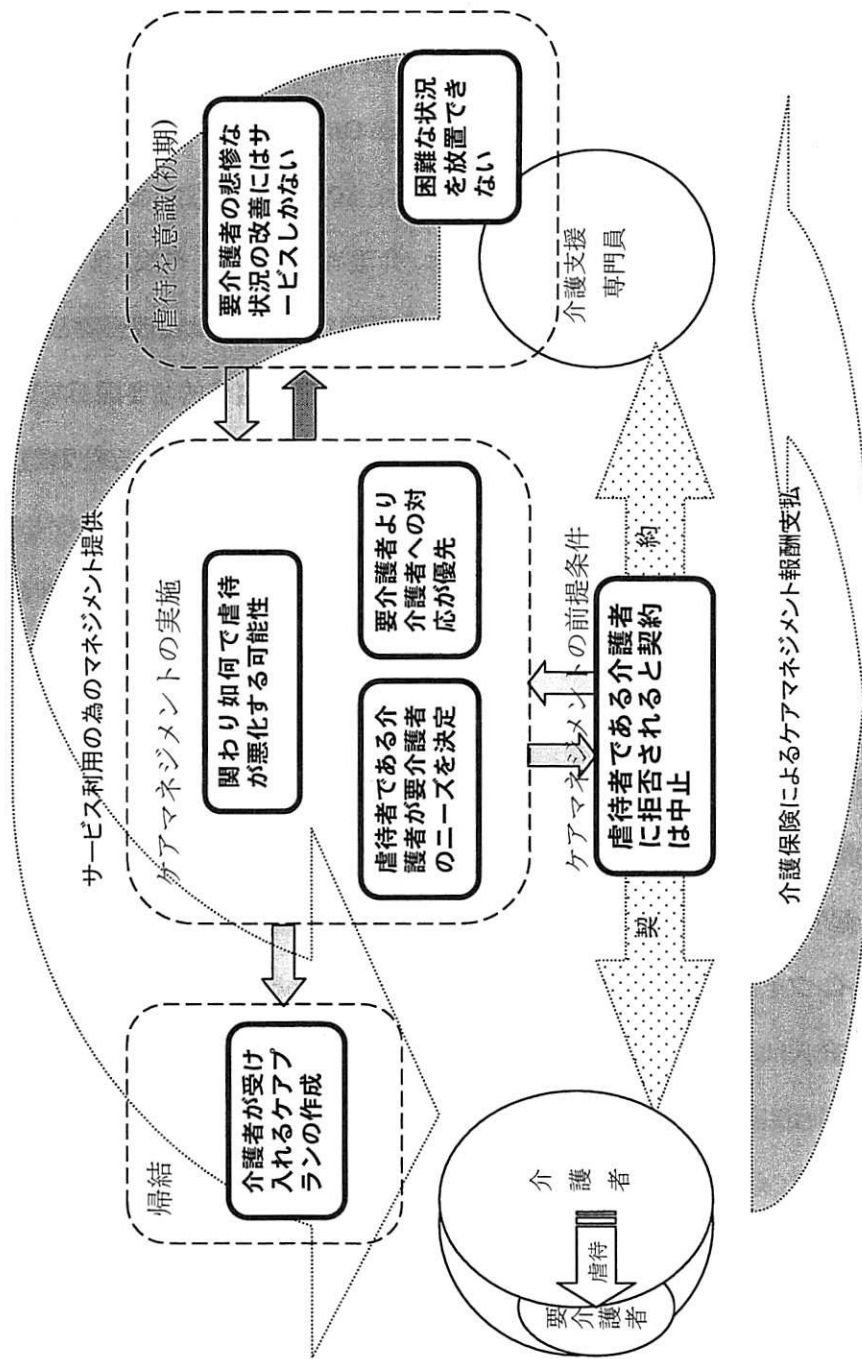 サービス利用の為のマネジメント提供
帰結
介護者が受け
入れるケアプ
ランの作成
ケアマネジメントの実施
関わり如何で虐待
が悪化する可能性
虐待者である介
護者が要介護者
のニーズを決定
要介護者より
介護者への対
応が優先
虐待を意識(初期)
要介護者の悲惨な
状況の改善にはサ
ービスしかない
困難な状況
を放置でき
ない
ケアマネジメントの前提条件
虐待者である介護者
に拒否されると契約
は中止
契
約
要介
護者
虐待
介護者
介護支援
専門員
介護保険によるケアマネジメント報酬支払